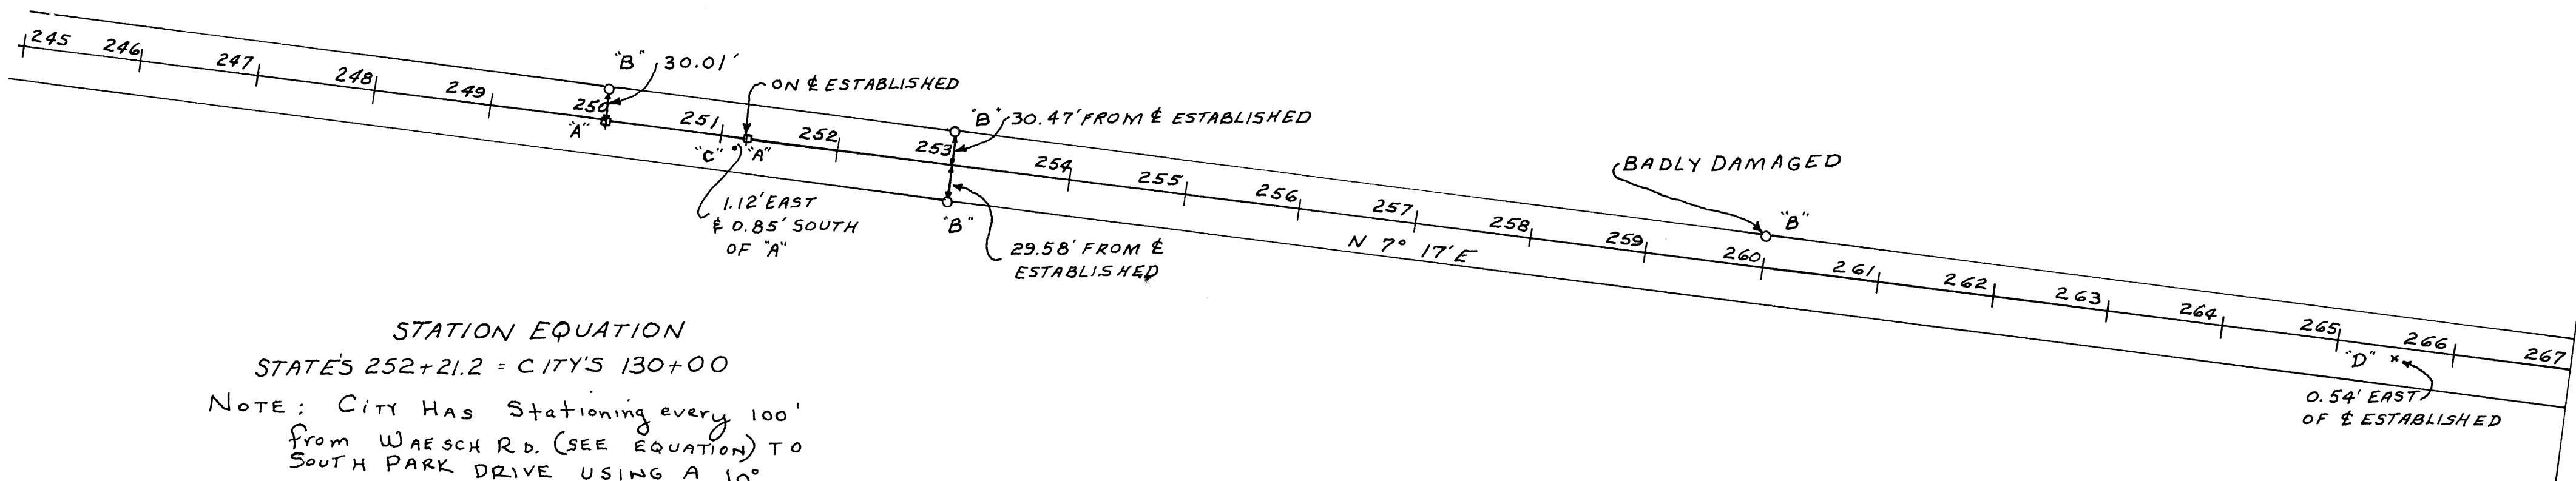 245 246 247 248 249 250 251 252 253 254 255 256 257 258 259 260 261 262 263 264 265 266 267
"B" 30.01'
ON ℄ ESTABLISHED
"B" 30.47' FROM ℄ ESTABLISHED
BADLY DAMAGED
"B"
"A"
"C" "A"
1.12' EAST
& 0.85' SOUTH
OF "A"
"B"
29.58' FROM ℄
ESTABLISHED
N 7° 17' E
"D"
0.54' EAST
OF ℄ ESTABLISHED
STATION EQUATION
STATE'S 252+21.2 = CITY'S 130+00
NOTE: CITY HAS Stationing every 100'
from WAESCH RD. (SEE EQUATION) TO
SOUTH PARK DRIVE USING A 10°